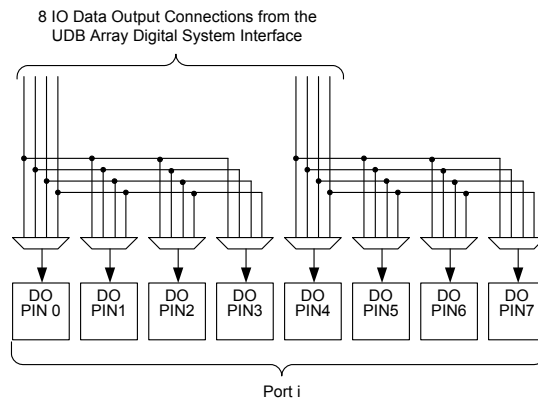 8 IO Data Output Connections from the
UDB Array Digital System Interface
DO
PIN 0
DO
PIN1
DO
PIN2
DO
PIN3
DO
PIN4
DO
PIN5
DO
PIN6
DO
PIN7
Port i